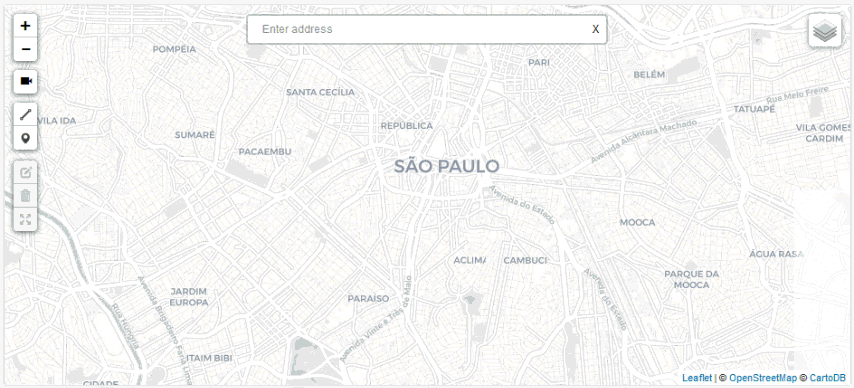 +
Enter address X
−
POMPÉIA
PARI
BELÉM
SANTA CECÍLIA
Rua Melo Freire
TATUAPÉ
VILA IDA
REPÚBLICA
Avenida Alcântara Machado
SUMARÉ
VILA GOMES
CARDIM
PACAEMBU
SÃO PAULO
Avenida do Estado
MOOCA
ACLIMA
CAMBUCI
ÁGUA RASA
PARQUE DA
MOOCA
Avenida do Estado
JARDIM
EUROPA
PARAÍSO
Avenida Vinte e Três de Maio
Rua Hungria
Avenida Brigadeiro Faria Lima
ITAIM BIBI
CIDADE
Leaflet | © OpenStreetMap © CartoDB